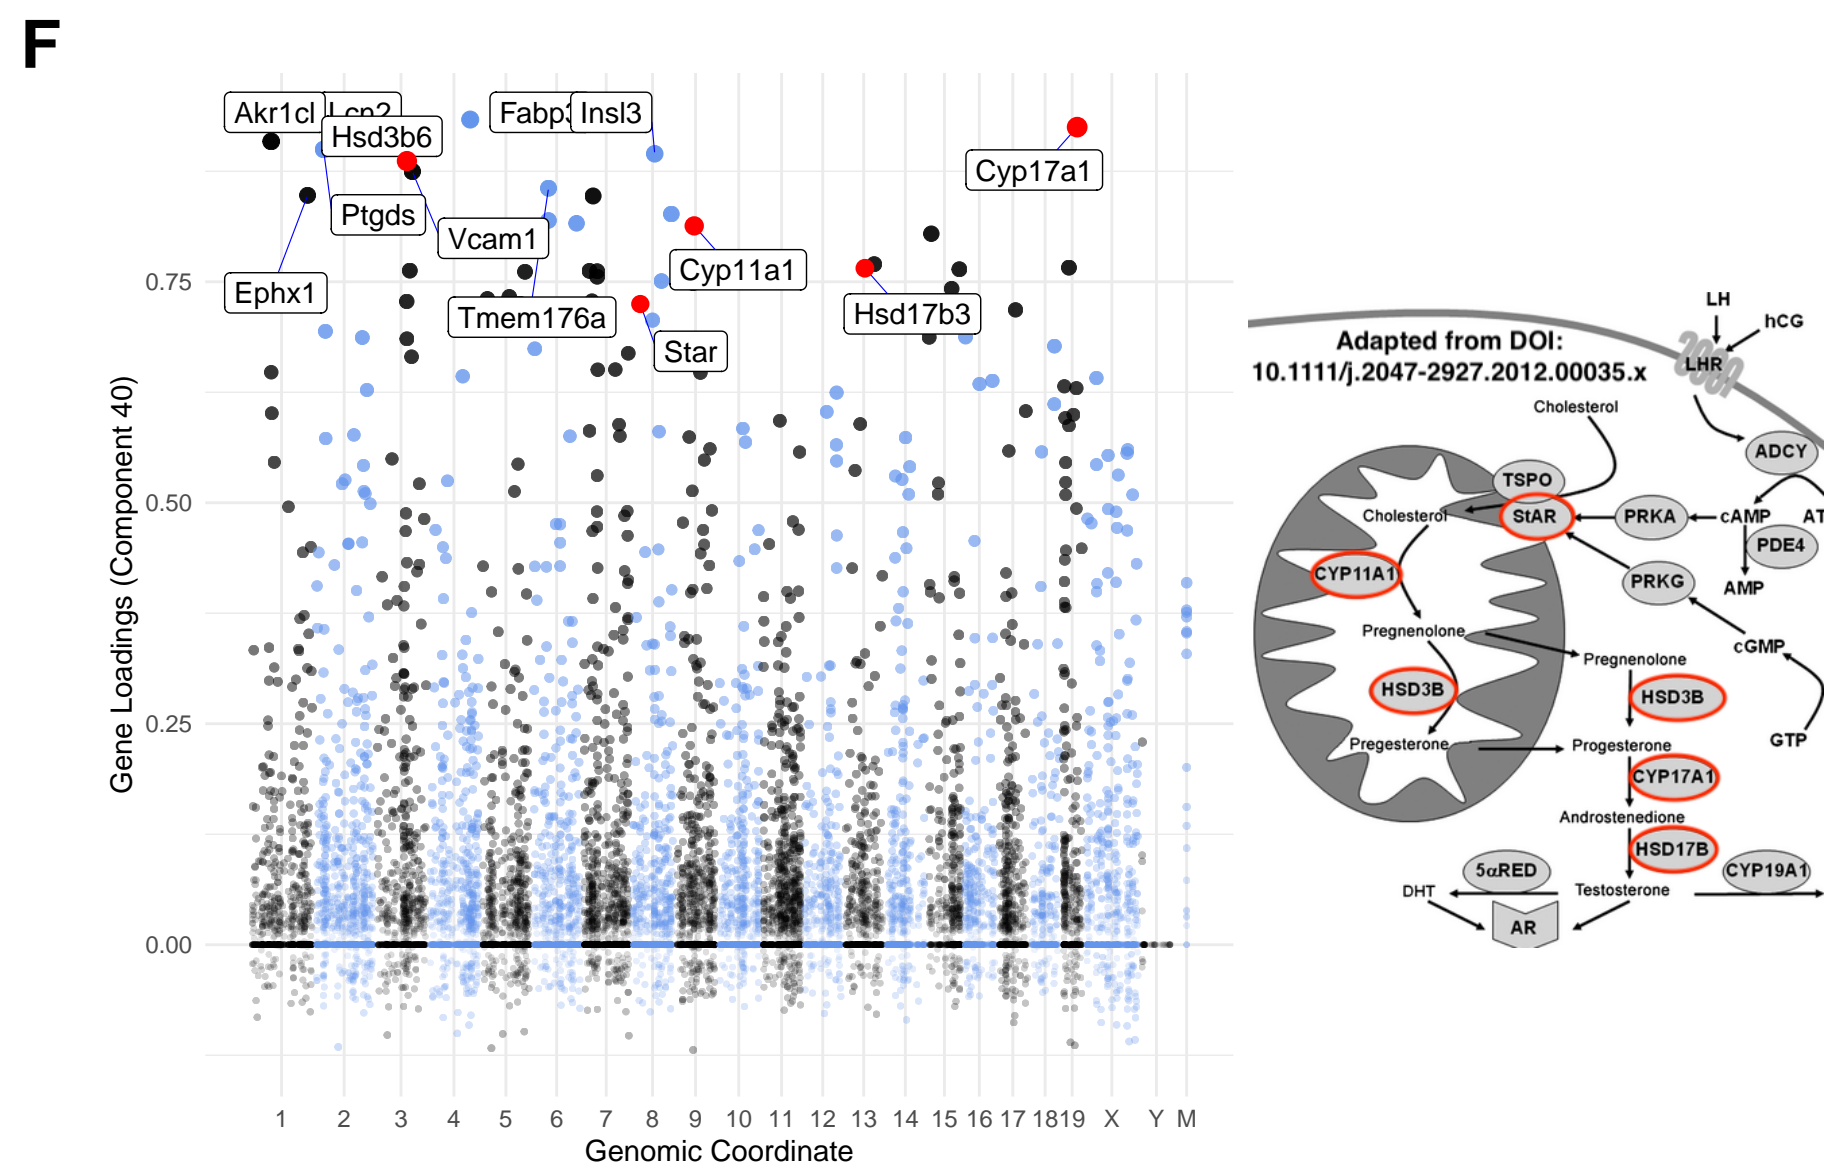 F
Akr1cl
Lcn2
Hsd3b6
Fabp3
Insl3
Cyp17a1
Ptgds
Vcam1
Cyp11a1
Ephx1
Tmem176a
Hsd17b3
Star
Gene Loadings (Component 40)
0.75
0.50
0.25
0.00
1 2 3 4 5 6 7 8 9 10 11 12 13 14 15 16 17 18 19 X Y M
Genomic Coordinate
Adapted from DOI:
10.1111/j.2047-2927.2012.00035.x
LH
hCG
LHR
Cholesterol
ADCY
TSPO
Cholesterol
StAR
PRKA
cAMP
AT
PDE4
CYP11A1
PRKG
AMP
Pregnenolone
cGMP
Pregnenolone
HSD3B
HSD3B
GTP
Pregesterone
Progesterone
CYP17A1
Androstenedione
HSD17B
5αRED
CYP19A1
DHT
Testosterone
AR